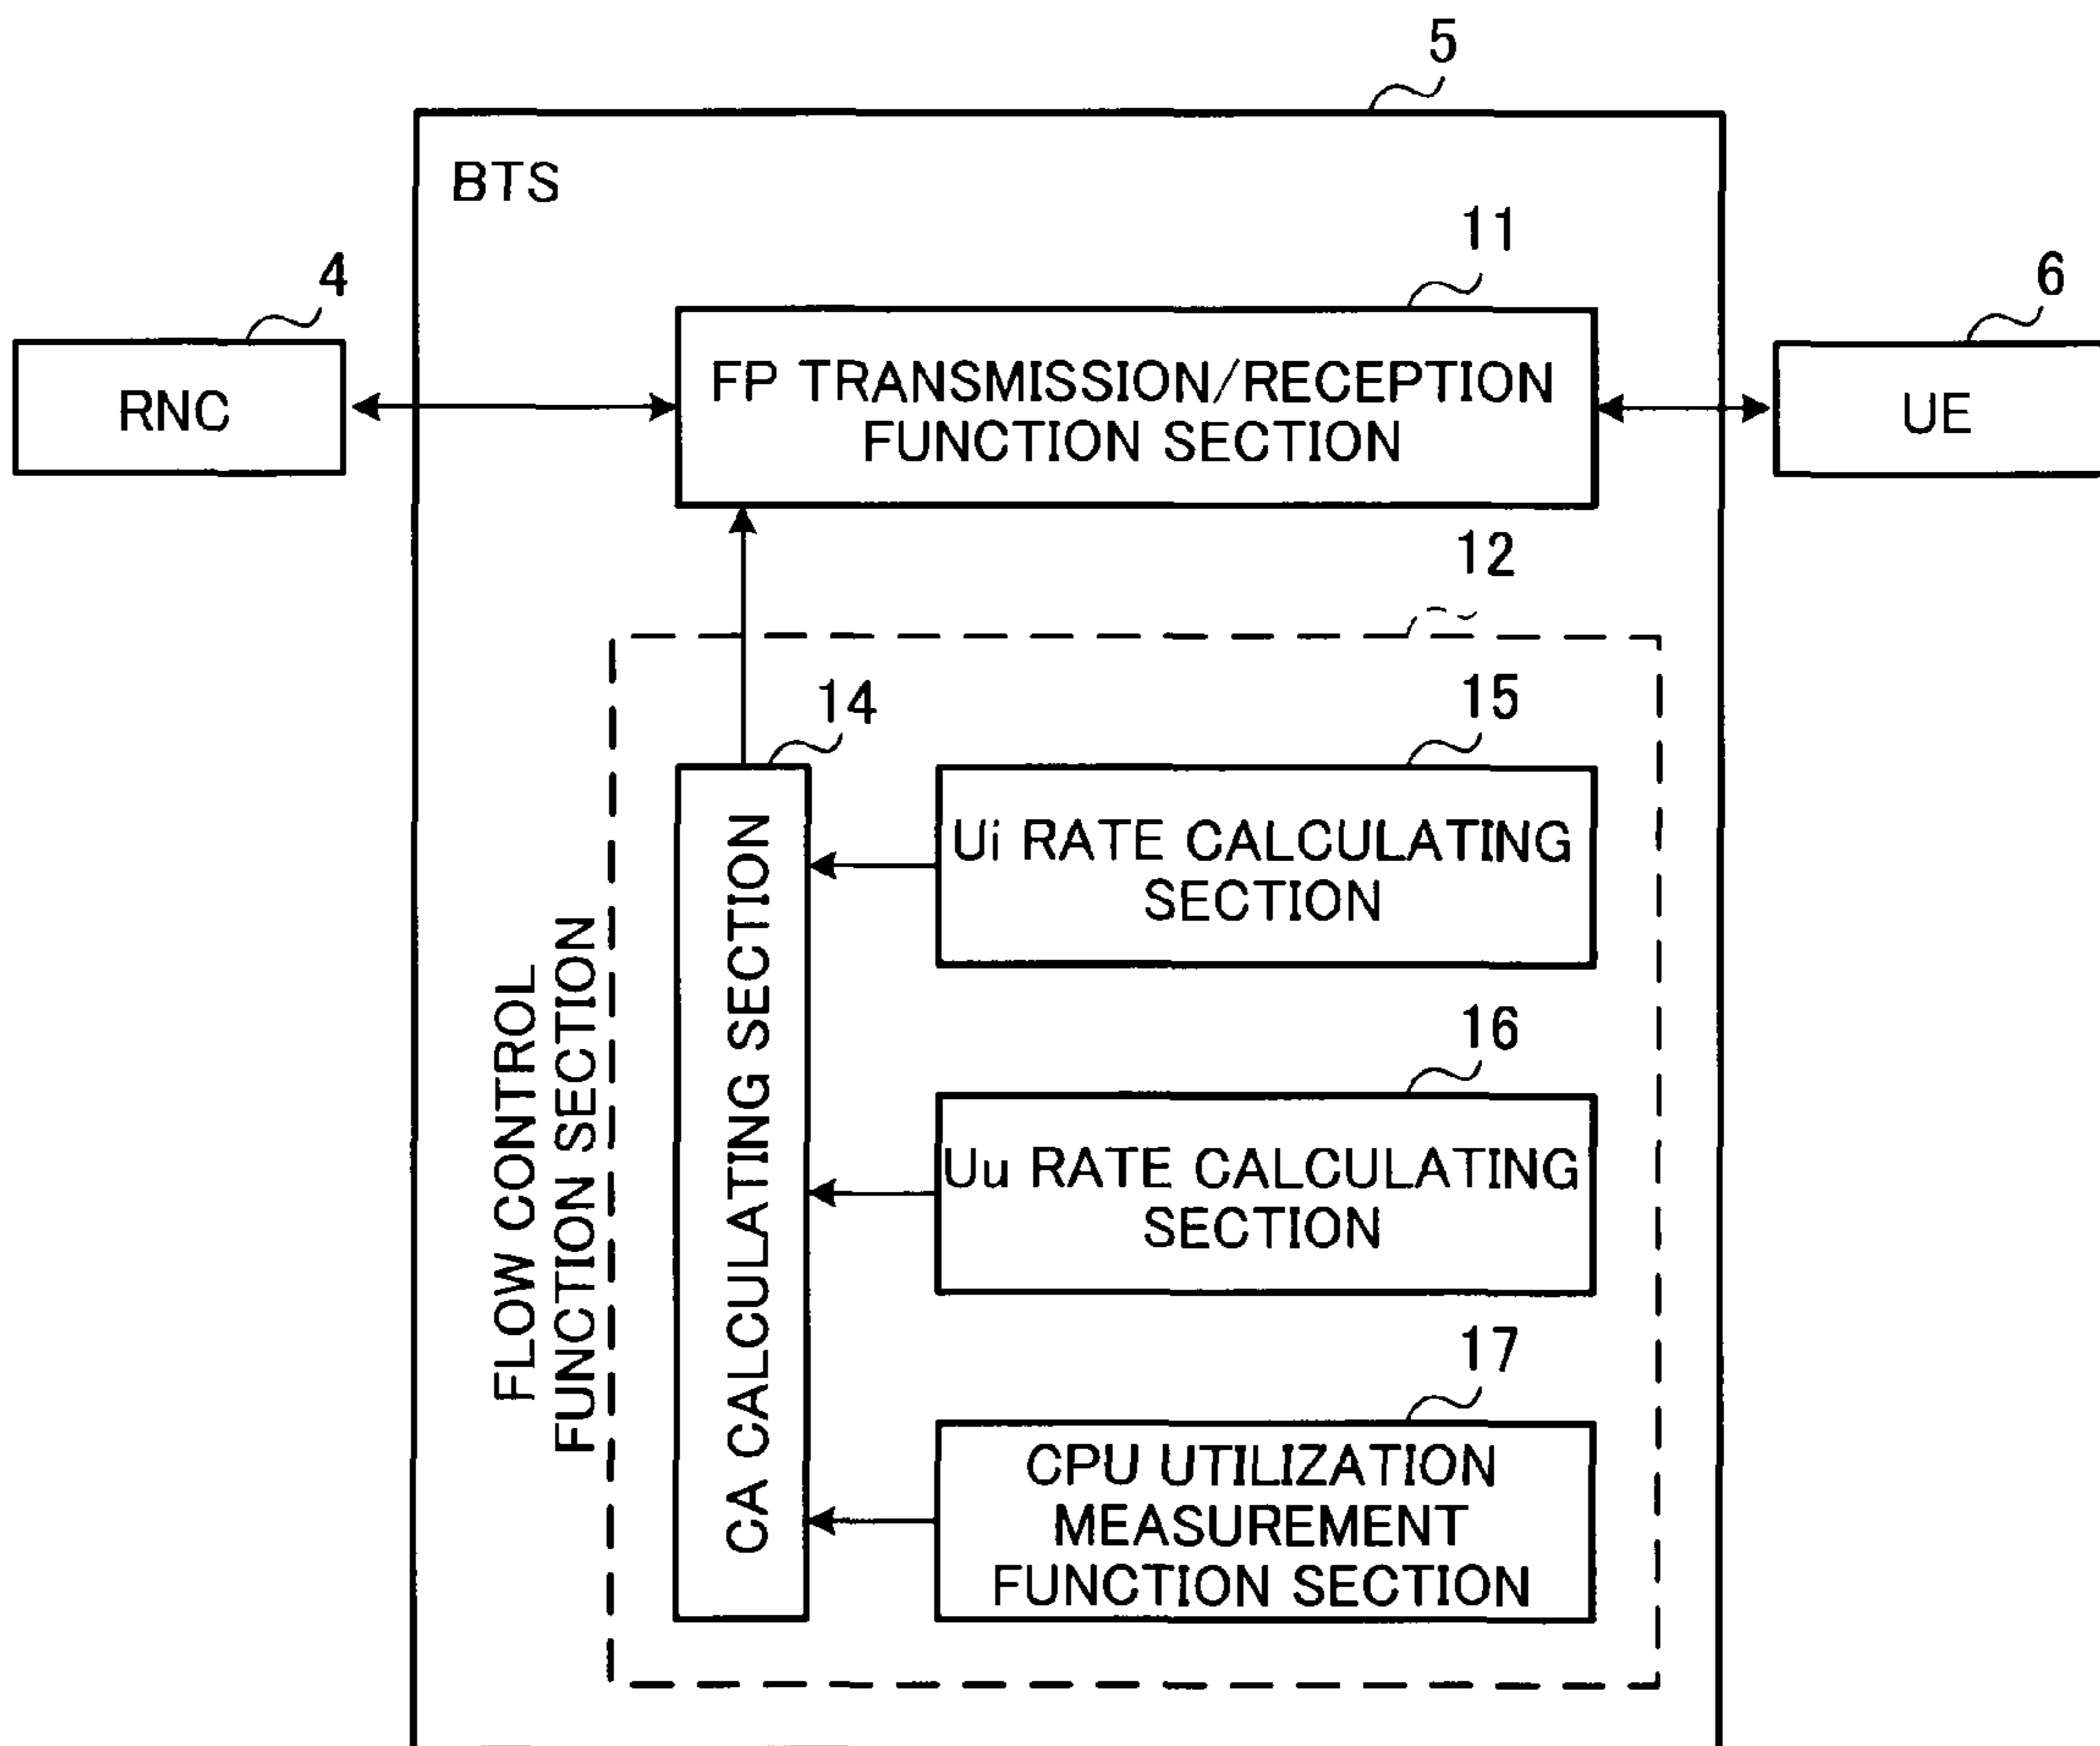 5
BTS
11
4
6
RNC
FP TRANSMISSION/RECEPTION
FUNCTION SECTION
UE
12
14
15
Ui RATE CALCULATING
SECTION
CA CALCULATING SECTION
FLOW CONTROL
FUNCTION SECTION
16
Uu RATE CALCULATING
SECTION
17
CPU UTILIZATION
MEASUREMENT
FUNCTION SECTION